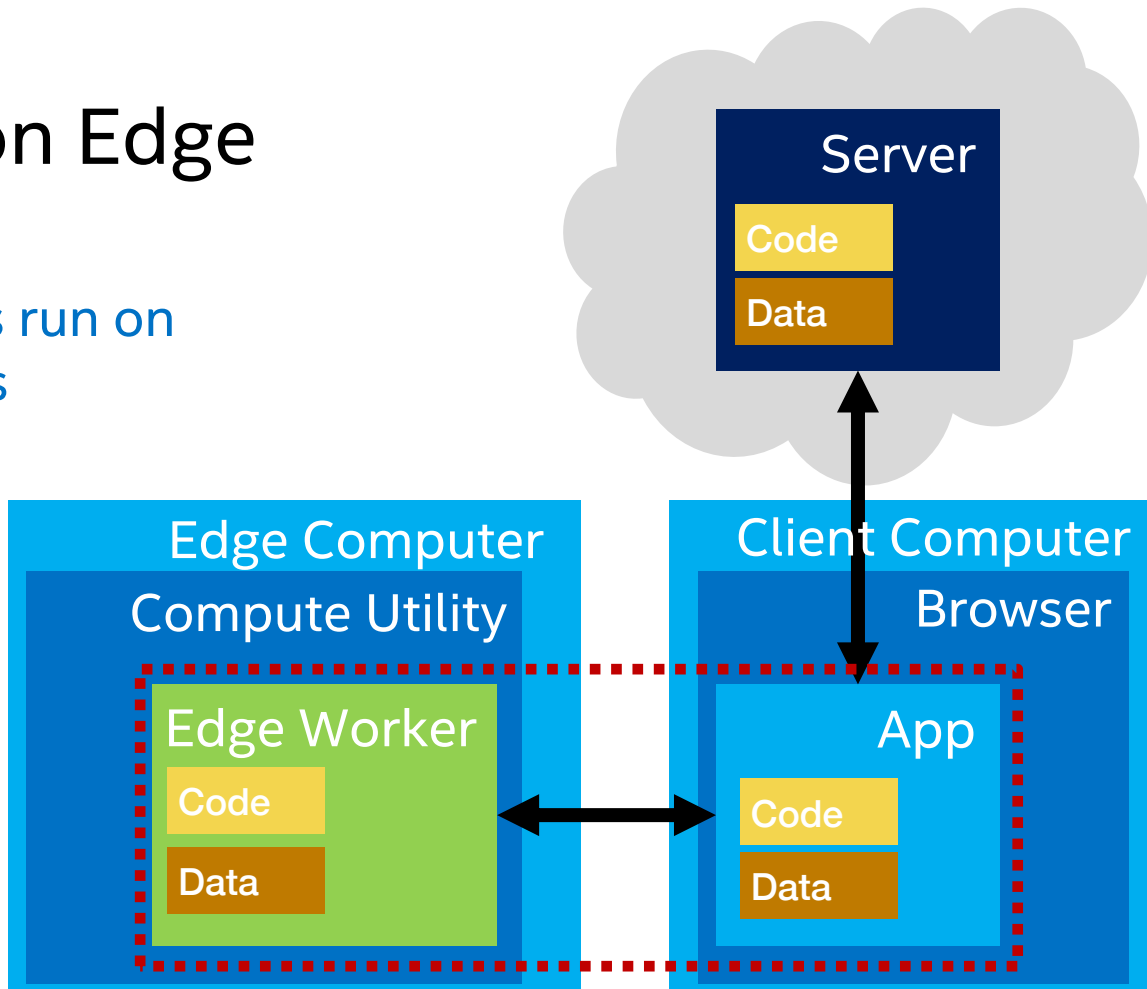 on Edge
s run on
s
Server
Code
Data
Edge Computer
Compute Utility
Edge Worker
Code
Data
Client Computer
Browser
App
Code
Data